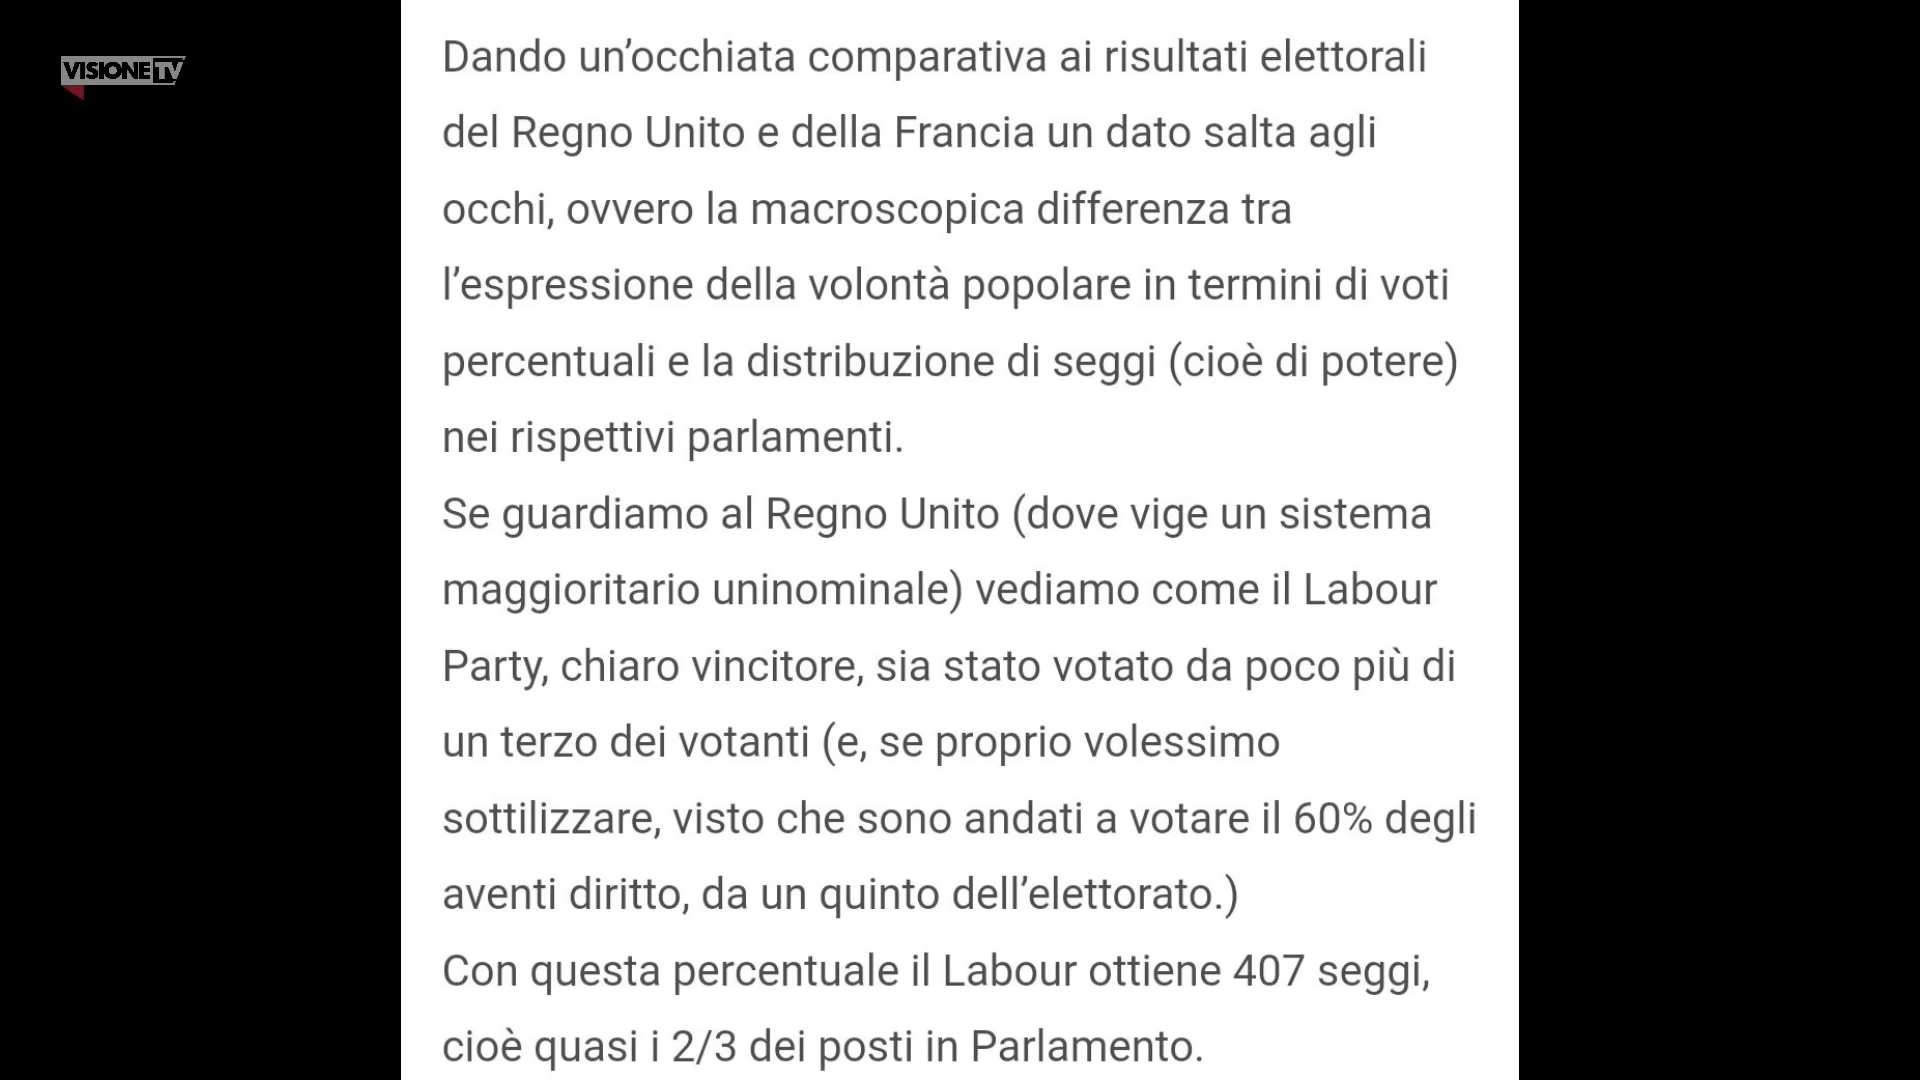 VISIONE TV
Dando un’occhiata comparativa ai risultati elettorali
del Regno Unito e della Francia un dato salta agli
occhi, ovvero la macroscopica differenza tra
l’espressione della volontà popolare in termini di voti
percentuali e la distribuzione di seggi (cioè di potere)
nei rispettivi parlamenti.
Se guardiamo al Regno Unito (dove vige un sistema
maggioritario uninominale) vediamo come il Labour
Party, chiaro vincitore, sia stato votato da poco più di
un terzo dei votanti (e, se proprio volessimo
sottilizzare, visto che sono andati a votare il 60% degli
aventi diritto, da un quinto dell’elettorato.)
Con questa percentuale il Labour ottiene 407 seggi,
cioè quasi i 2/3 dei posti in Parlamento.